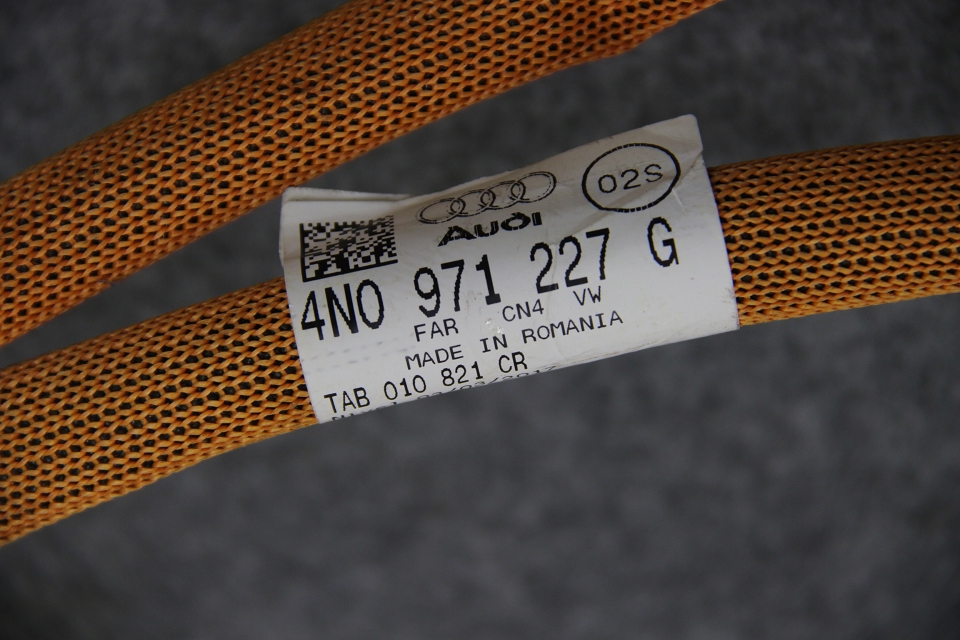 02S
Audi
4N0 971 227 G
FAR CN4 VW
MADE IN ROMANIA
TAB 010 821 CR